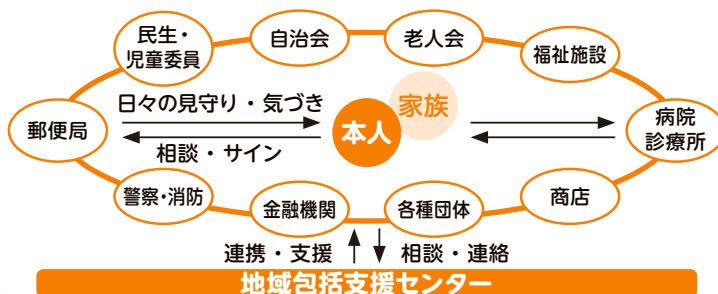 民生・
児童委員
自治会
老人会
福祉施設
日々の見守り・気づき
家族
郵便局
本人
病院
診療所
相談・サイン
警察・消防
金融機関
各種団体
商店
連携・支援
相談・連絡
地域包括支援センター